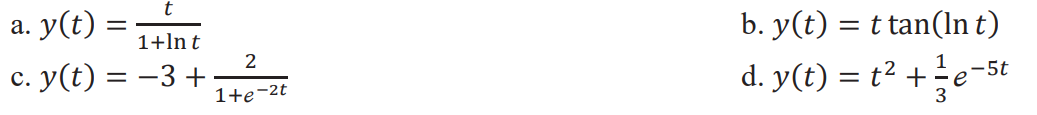 a. y(t) = t/(1+ln t) b. y(t) = t tan(ln t)
c. y(t) = −3 + 2/(1+e^(−2t)) d. y(t) = t² + 1/3 e^(−5t)